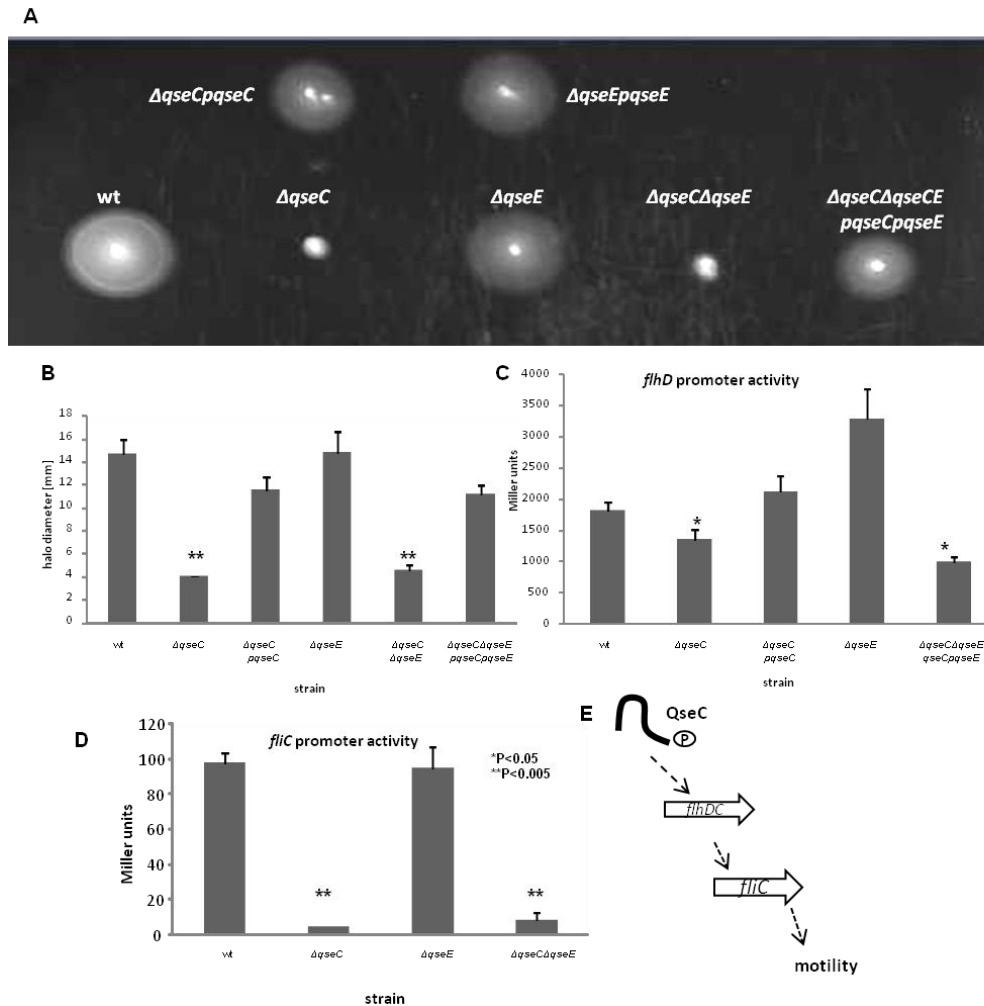 A
ΔqseCpqseC
ΔqseEpqseE
wt
ΔqseC
ΔqseE
ΔqseCΔqseE
ΔqseCΔqseCE
pqseCpqseE
B
halo diameter [mm]
18
16
14
12
10
8
6
4
2
0
**
**
wt
ΔqseC
ΔqseC
pqseC
ΔqseE
ΔqseC
ΔqseE
ΔqseCΔqseE
pqseCpqseE
strain
C
flhD promoter activity
Miller units
4000
3500
3000
2500
2000
1500
1000
500
0
*
*
wt
ΔqseC
ΔqseC
pqseC
ΔqseE
ΔqseCΔqseE
qseCpqseE
strain
D
fliC promoter activity
*P<0.05
**P<0.005
Miller units
120
100
80
60
40
20
0
**
**
wt
ΔqseC
ΔqseE
ΔqseCΔqseE
strain
E
QseC
P
flhDC
fliC
motility